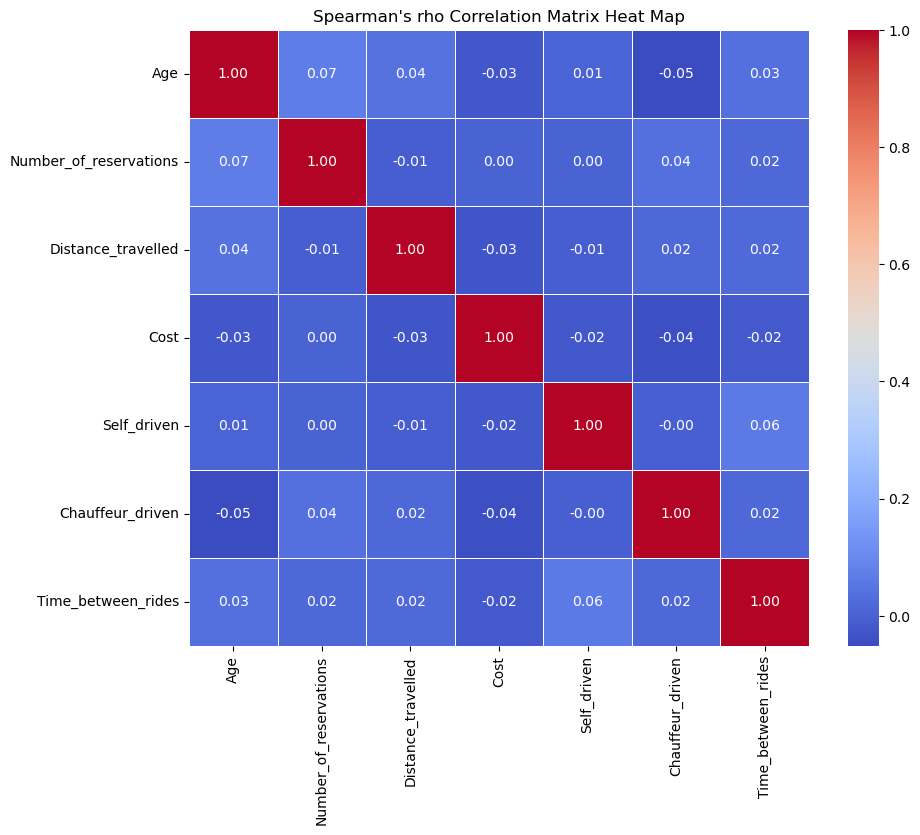 Spearman's rho Correlation Matrix Heat Map
Age 1.00 0.07 0.04 -0.03 0.01 -0.05 0.03
Number_of_reservations 0.07 1.00 -0.01 0.00 0.00 0.04 0.02
Distance_travelled 0.04 -0.01 1.00 -0.03 -0.01 0.02 0.02
Cost -0.03 0.00 -0.03 1.00 -0.02 -0.04 -0.02
Self_driven 0.01 0.00 -0.01 -0.02 1.00 -0.00 0.06
Chauffeur_driven -0.05 0.04 0.02 -0.04 -0.00 1.00 0.02
Time_between_rides 0.03 0.02 0.02 -0.02 0.06 0.02 1.00
Age
Number_of_reservations
Distance_travelled
Cost
Self_driven
Chauffeur_driven
Time_between_rides
1.0
0.8
0.6
0.4
0.2
0.0